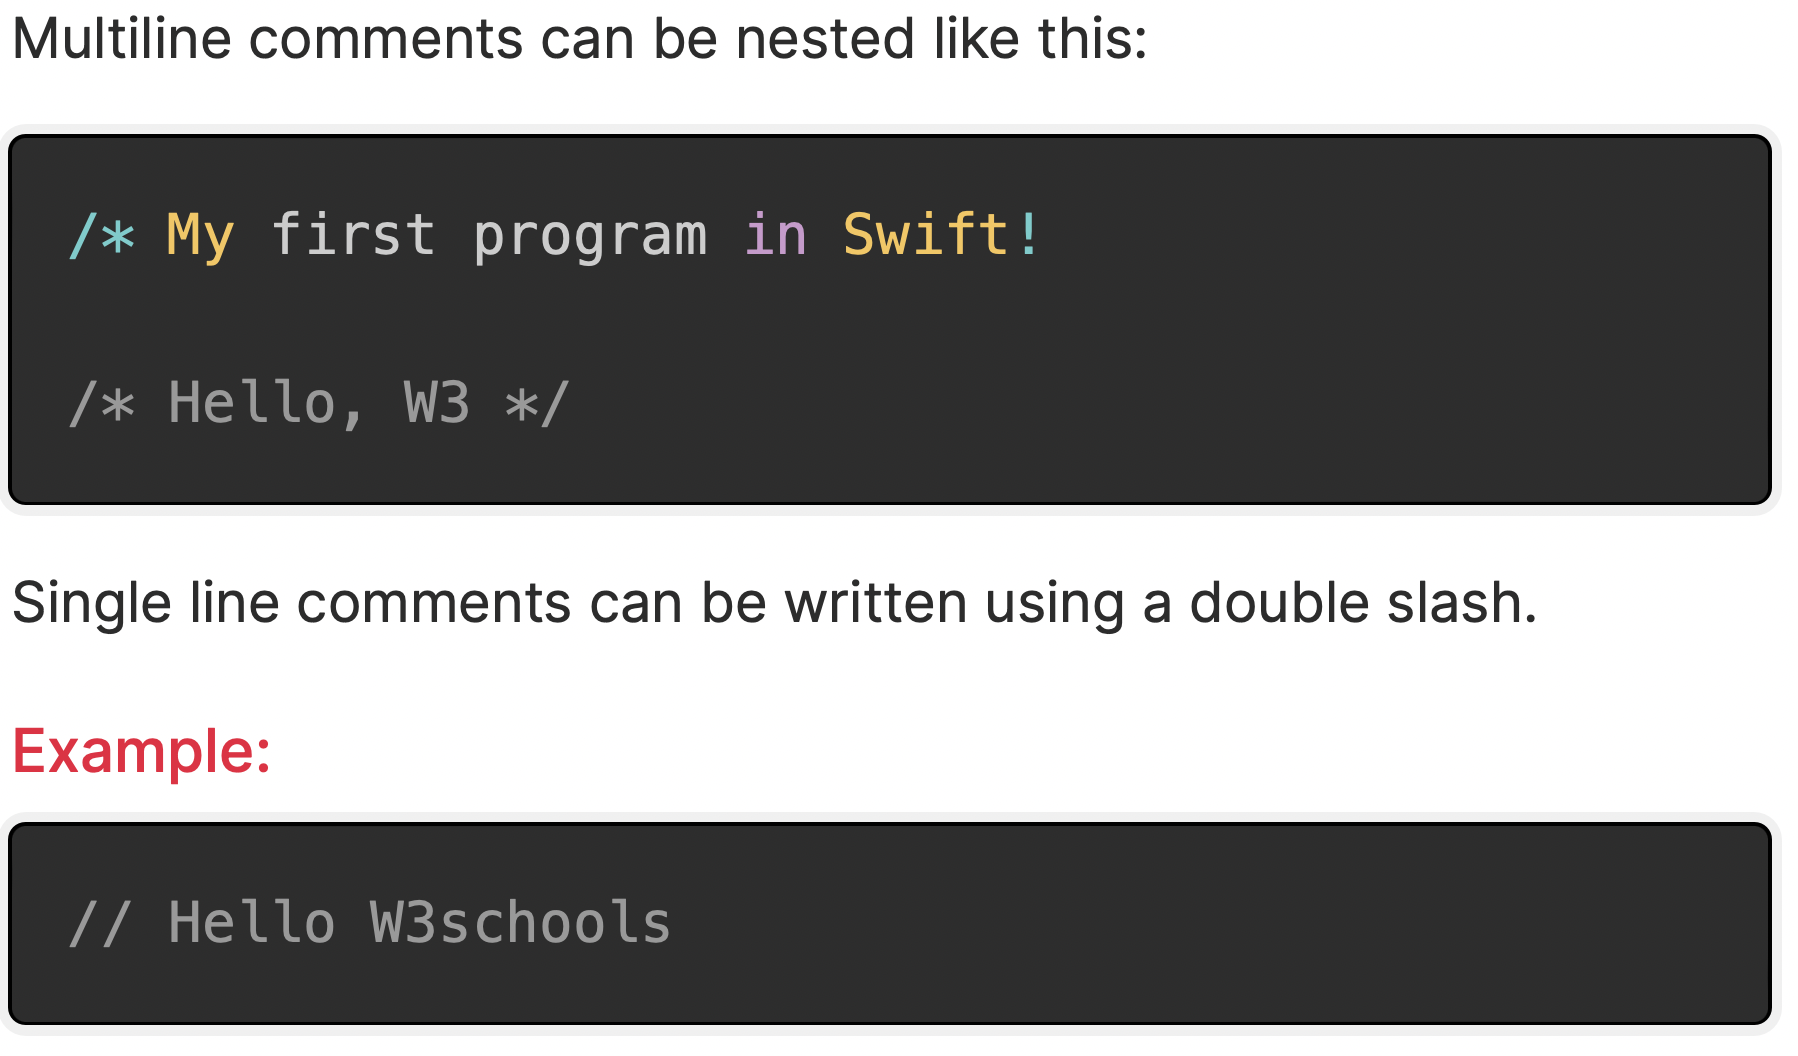 Multiline comments can be nested like this:
/* My first program in Swift!
/* Hello, W3 */
Single line comments can be written using a double slash.
Example:
// Hello W3schools